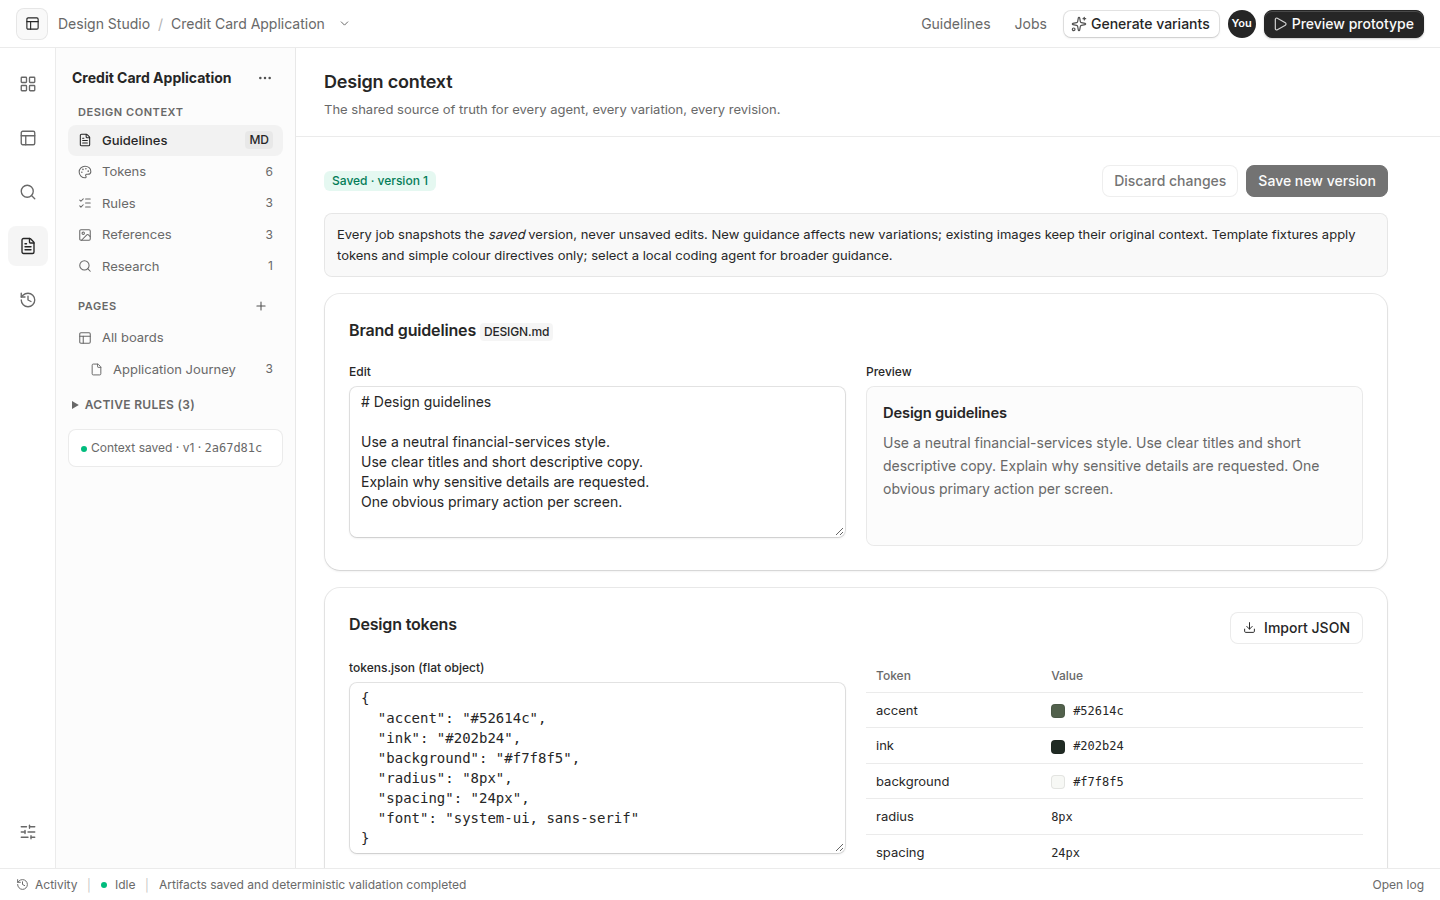 Design Studio / Credit Card Application
Guidelines
Jobs
Generate variants
You
Preview prototype
Credit Card Application
DESIGN CONTEXT
Guidelines MD
Tokens 6
Rules 3
References 3
Research 1
PAGES
All boards
Application Journey 3
ACTIVE RULES (3)
Context saved · v1 · 2a67d81c
Design context
The shared source of truth for every agent, every variation, every revision.
Saved · version 1
Discard changes
Save new version
Every job snapshots the saved version, never unsaved edits. New guidance affects new variations; existing images keep their original context. Template fixtures apply
tokens and simple colour directives only; select a local coding agent for broader guidance.
Brand guidelines DESIGN.md
Edit
# Design guidelines
Use a neutral financial-services style.
Use clear titles and short descriptive copy.
Explain why sensitive details are requested.
One obvious primary action per screen.
Preview
Design guidelines
Use a neutral financial-services style. Use clear titles and short
descriptive copy. Explain why sensitive details are requested. One
obvious primary action per screen.
Design tokens
Import JSON
tokens.json (flat object)
{
"accent": "#52614c",
"ink": "#202b24",
"background": "#f7f8f5",
"radius": "8px",
"spacing": "24px",
"font": "system-ui, sans-serif"
}
Token Value
accent #52614c
ink #202b24
background #f7f8f5
radius 8px
spacing 24px
Activity
Idle
Artifacts saved and deterministic validation completed
Open log